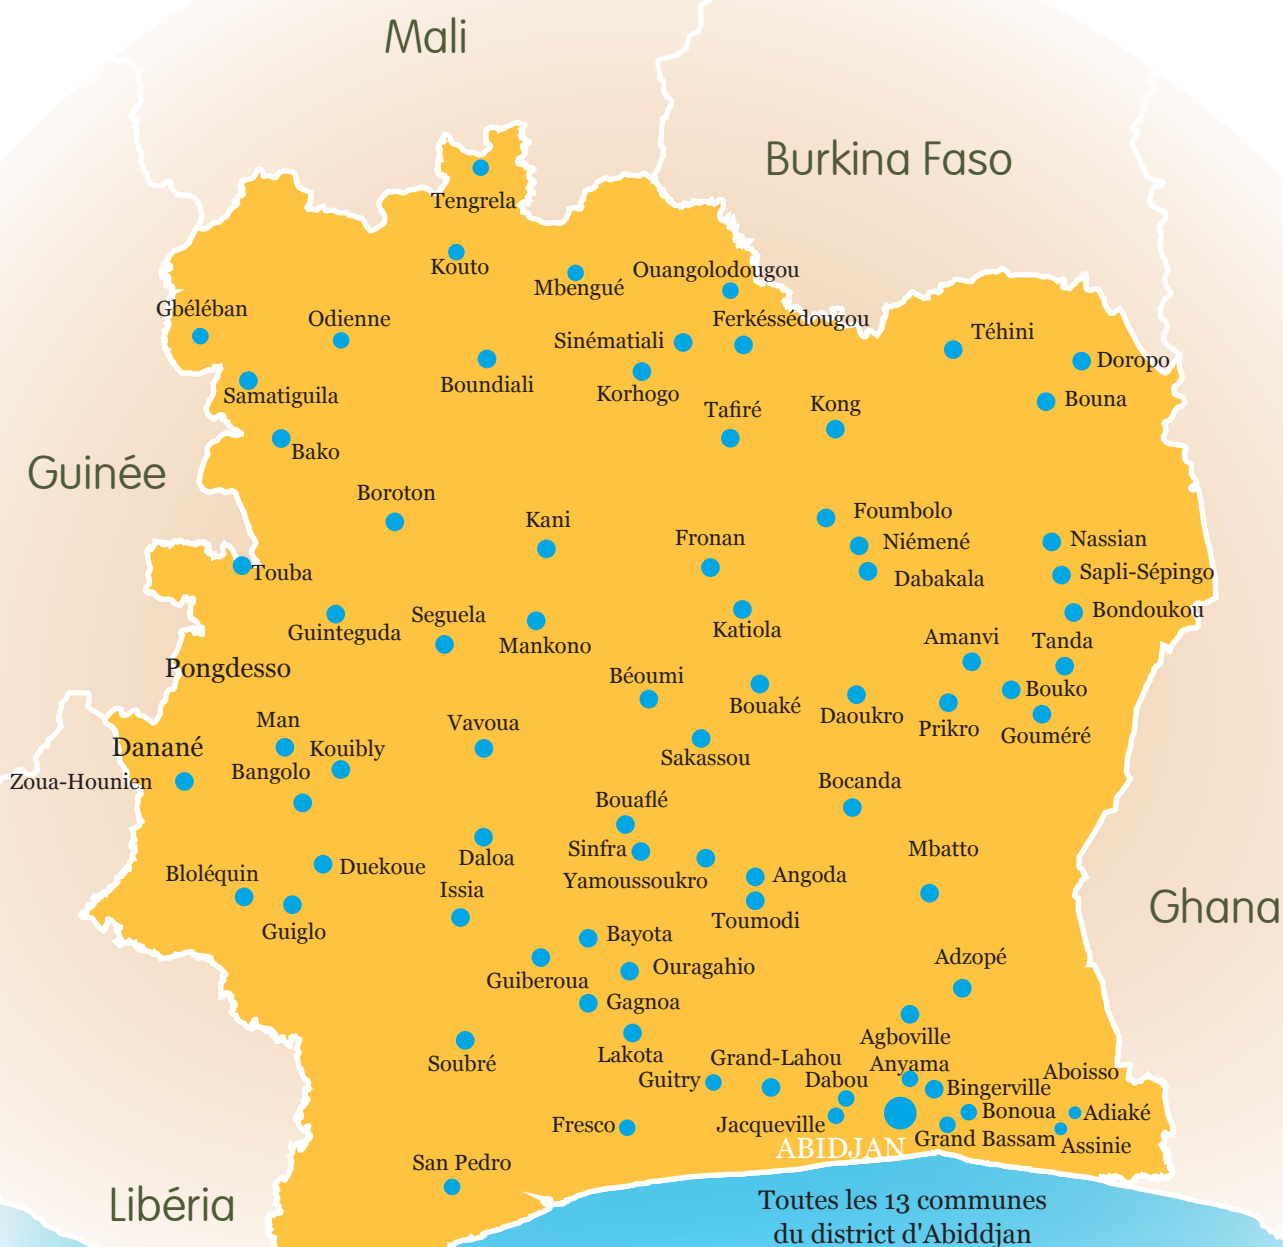 Mali
Burkina Faso
Tengrela
Kouto
Mbengué
Ouangolodougou
Gbéléban
Odienne
Sinématiali
Ferkéssédougou
Téhini
Doropo
Samatiguila
Boundiali
Korhogo
Tafiré
Kong
Bouna
Guinée
Bako
Boroton
Kani
Fronan
Foumbolo
Niémené
Dabakala
Nassian
Sapli-Sépingo
Touba
Guinteguda
Seguela
Mankono
Katiola
Bondoukou
Amanvi
Tanda
Pongdesso
Béoumi
Bouaké
Daoukro
Prikro
Bouko
Gouméré
Man
Danané
Kouibly
Vavoua
Sakassou
Zoua-Hounien
Bangolo
Bocanda
Bouaflé
Sinfra
Mbatto
Daloa
Duekoue
Bloléquin
Yamoussoukro
Angoda
Issia
Toumodi
Ghana
Guiglo
Bayota
Ouragahio
Adzopé
Guiberoua
Gagnoa
Agboville
Soubré
Lakota
Grand-Lahou
Anyama
Aboisso
Guitry
Dabou
Bingerville
Bonoua
Adiaké
Fresco
Jacqueville
Grand Bassam
Assinie
ABIDJAN
San Pedro
Libéria
Toutes les 13 communes
du district d'Abiddjan